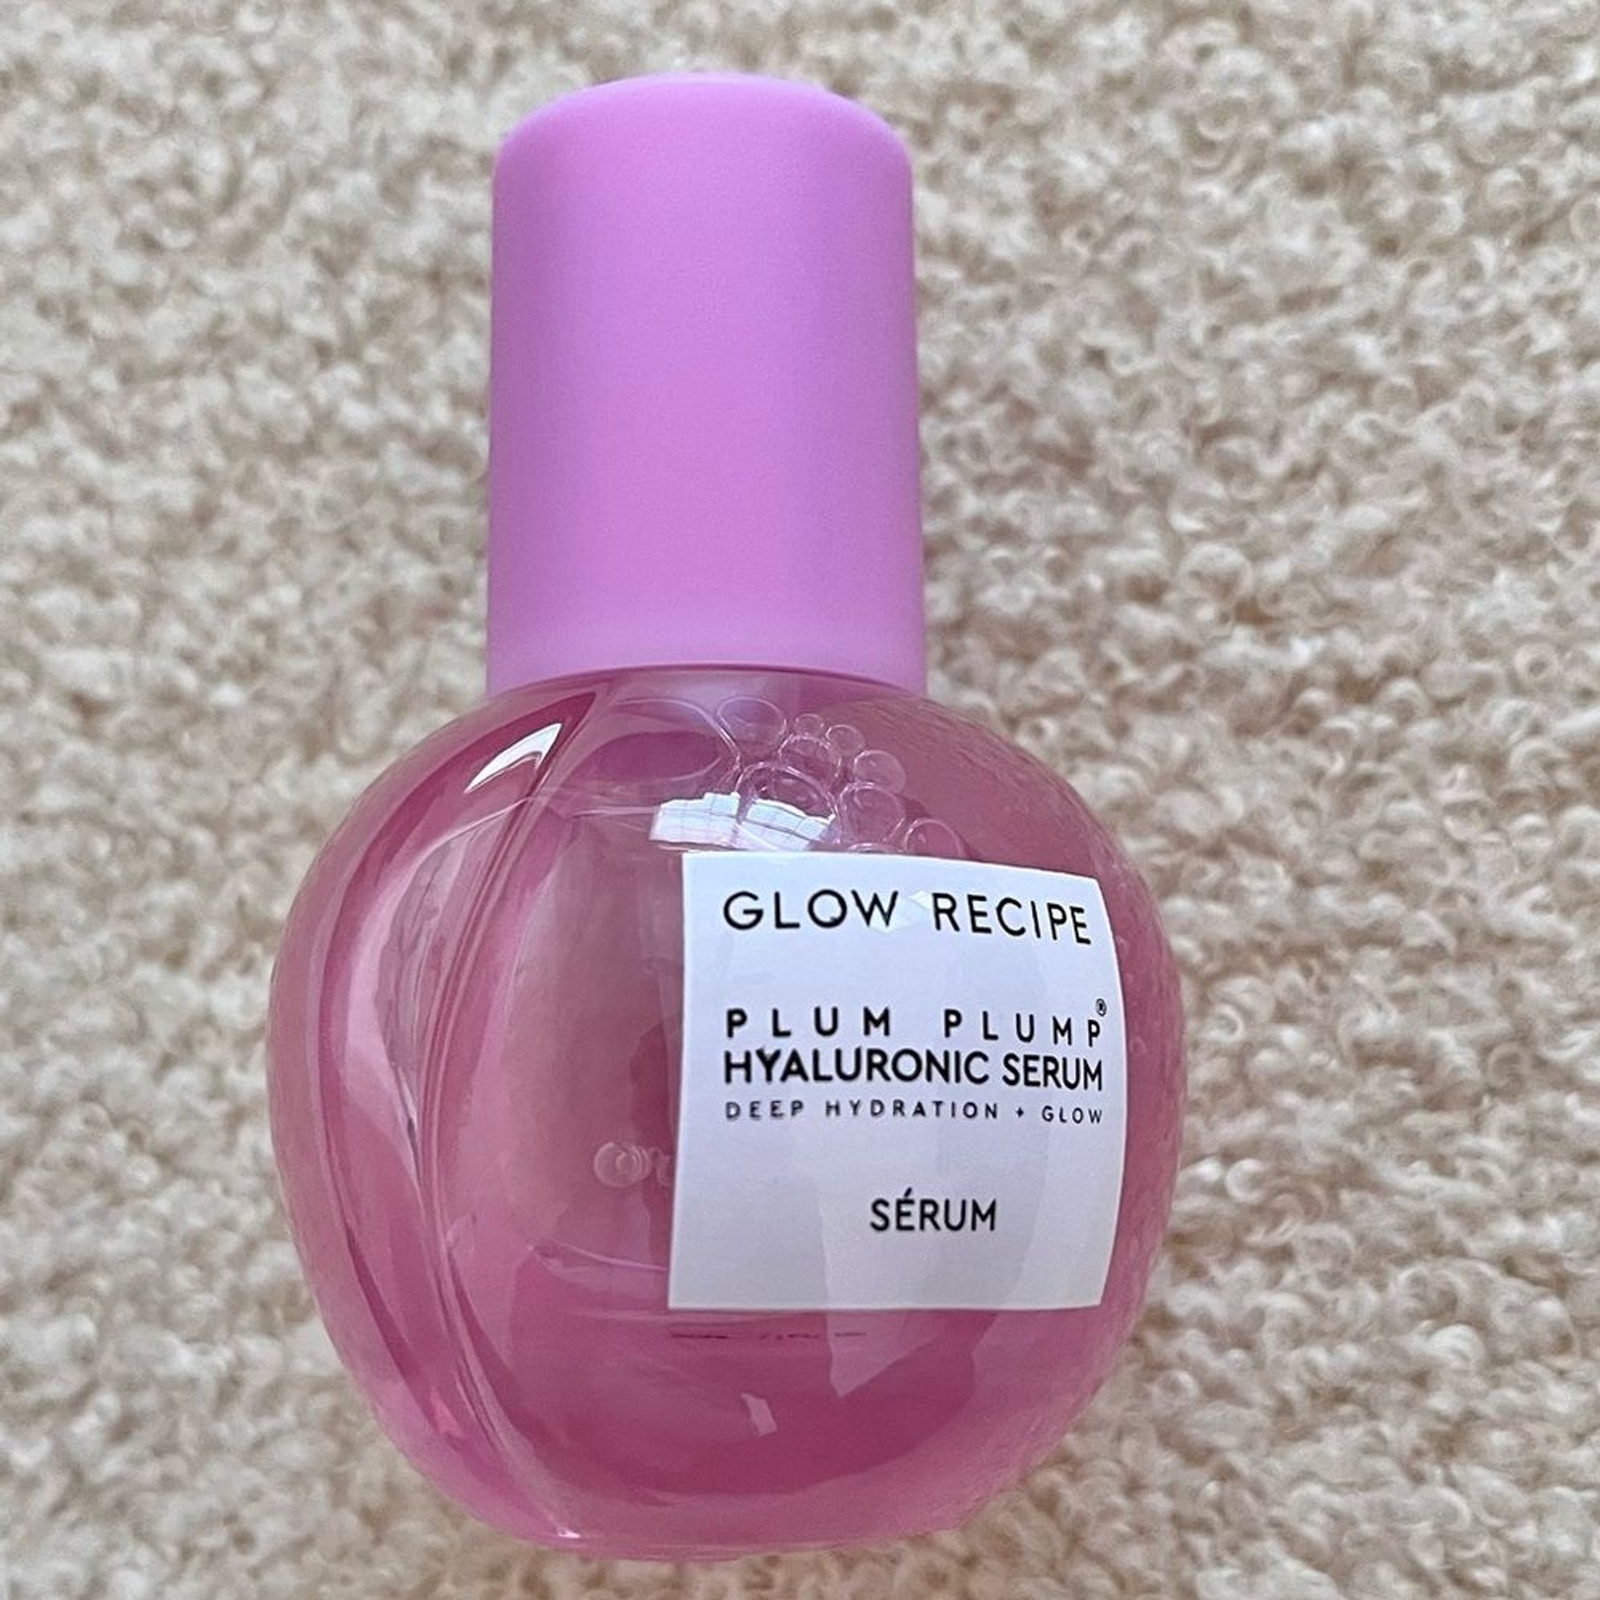 GLOW RECIPE
PLUM PLUMP®
HYALURONIC SERUM
DEEP HYDRATION + GLOW
SÉRUM